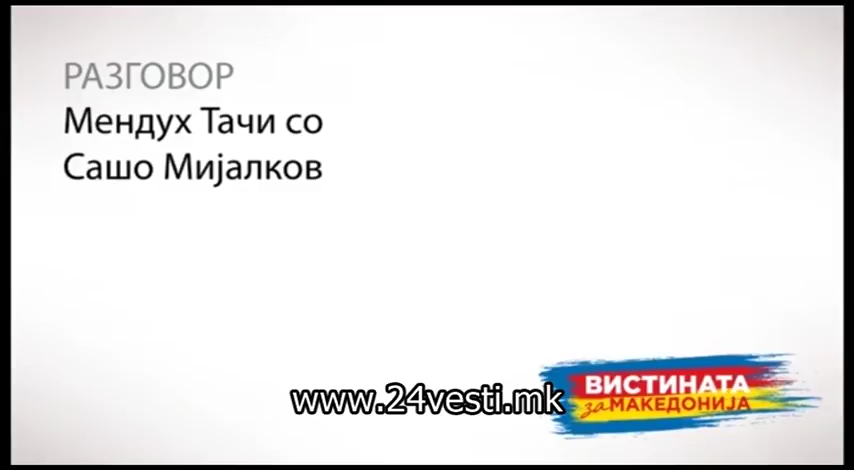 РАЗГОВОР
Мендух Тачи со
Сашо Мијалков
ВИСТИНАТА
за МАКЕДОНИЈА
www.24vesti.mk